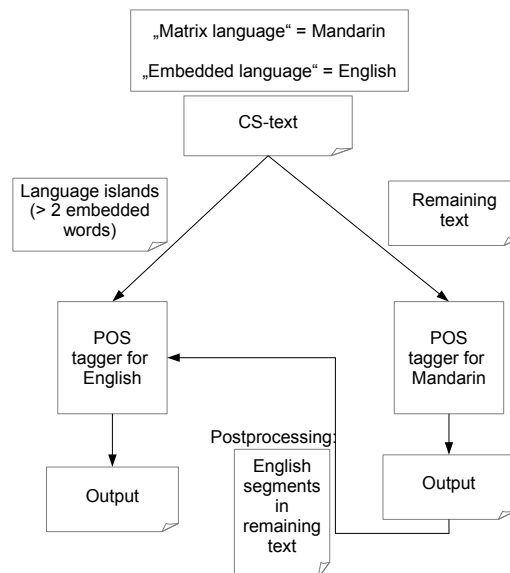 „Matrix language“ = Mandarin
„Embedded language“ = English
CS-text
Language islands
(> 2 embedded
words)
Remaining
text
POS
tagger for
English
POS
tagger for
Mandarin
Postprocessing:
English
segments
in
remaining
text
Output
Output